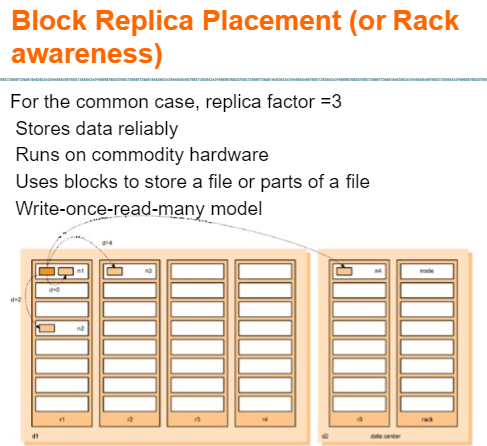 Block Replica Placement (or Rack
awareness)
For the common case, replica factor =3
Stores data reliably
Runs on commodity hardware
Uses blocks to store a file or parts of a file
Write-once-read-many model
d=4
n1
n3
n4
node
d=0
d=2
n2
r1
r2
r3
r4
r5
rack
d1
d2
data center